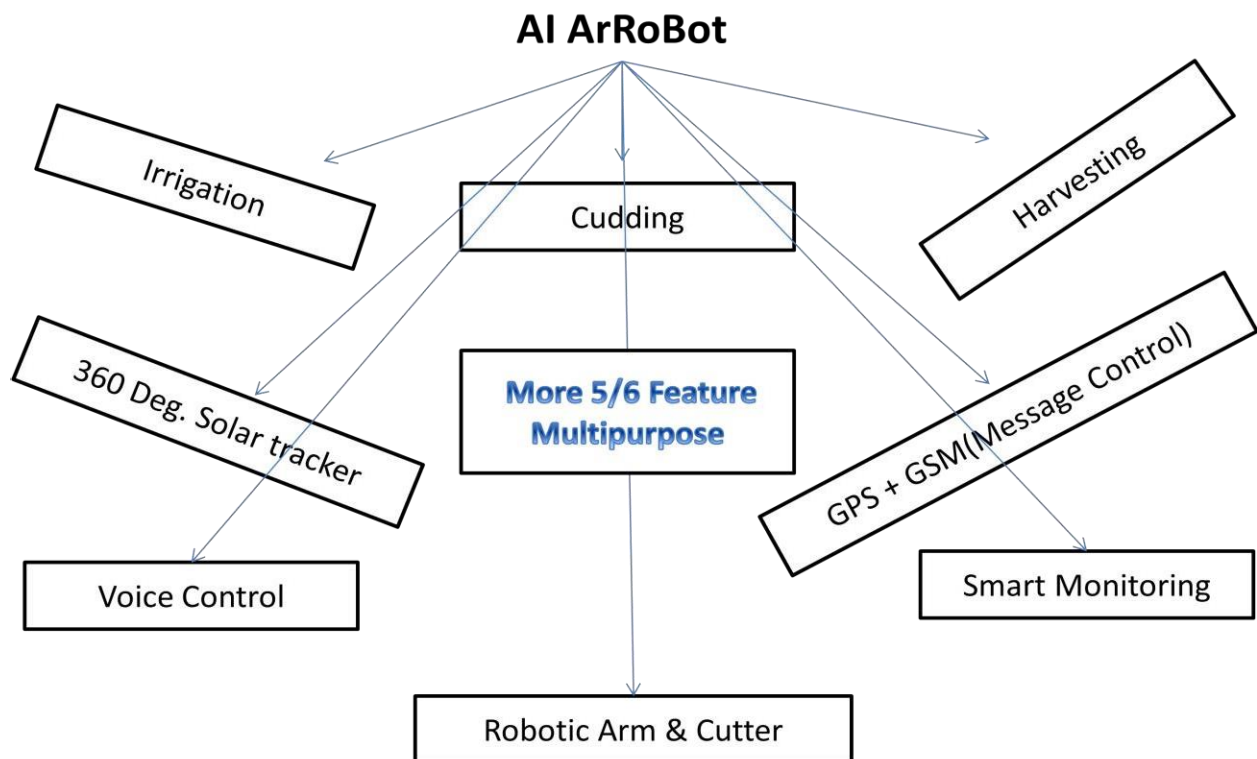 AI ArRoBot
Irrigation
Cudding
Harvesting
360 Deg. Solar tracker
More 5/6 Feature
Multipurpose
GPS + GSM(Message Control)
Voice Control
Smart Monitoring
Robotic Arm & Cutter